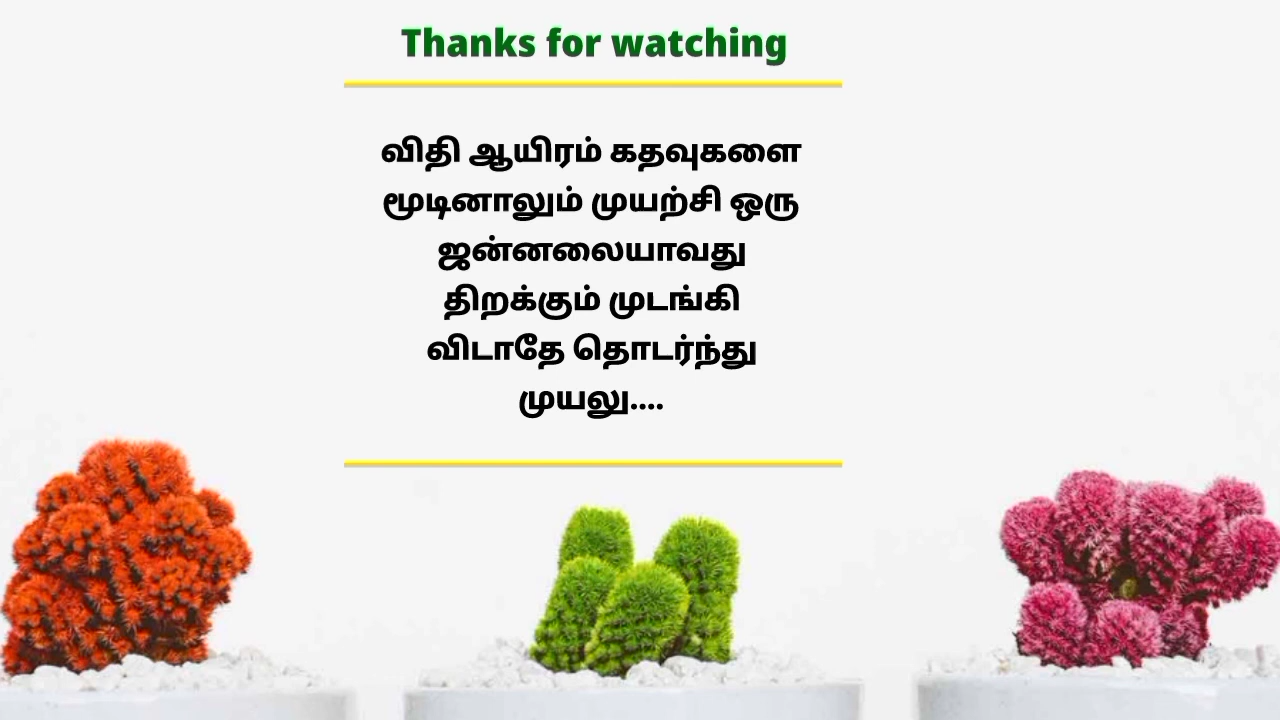 Thanks for watching
விதி ஆயிரம் கதவுகளை
மூடினாலும் முயற்சி ஒரு
ஜன்னலையாவது
திறக்கும் முடங்கி
விடாதே தொடர்ந்து
முயலு....